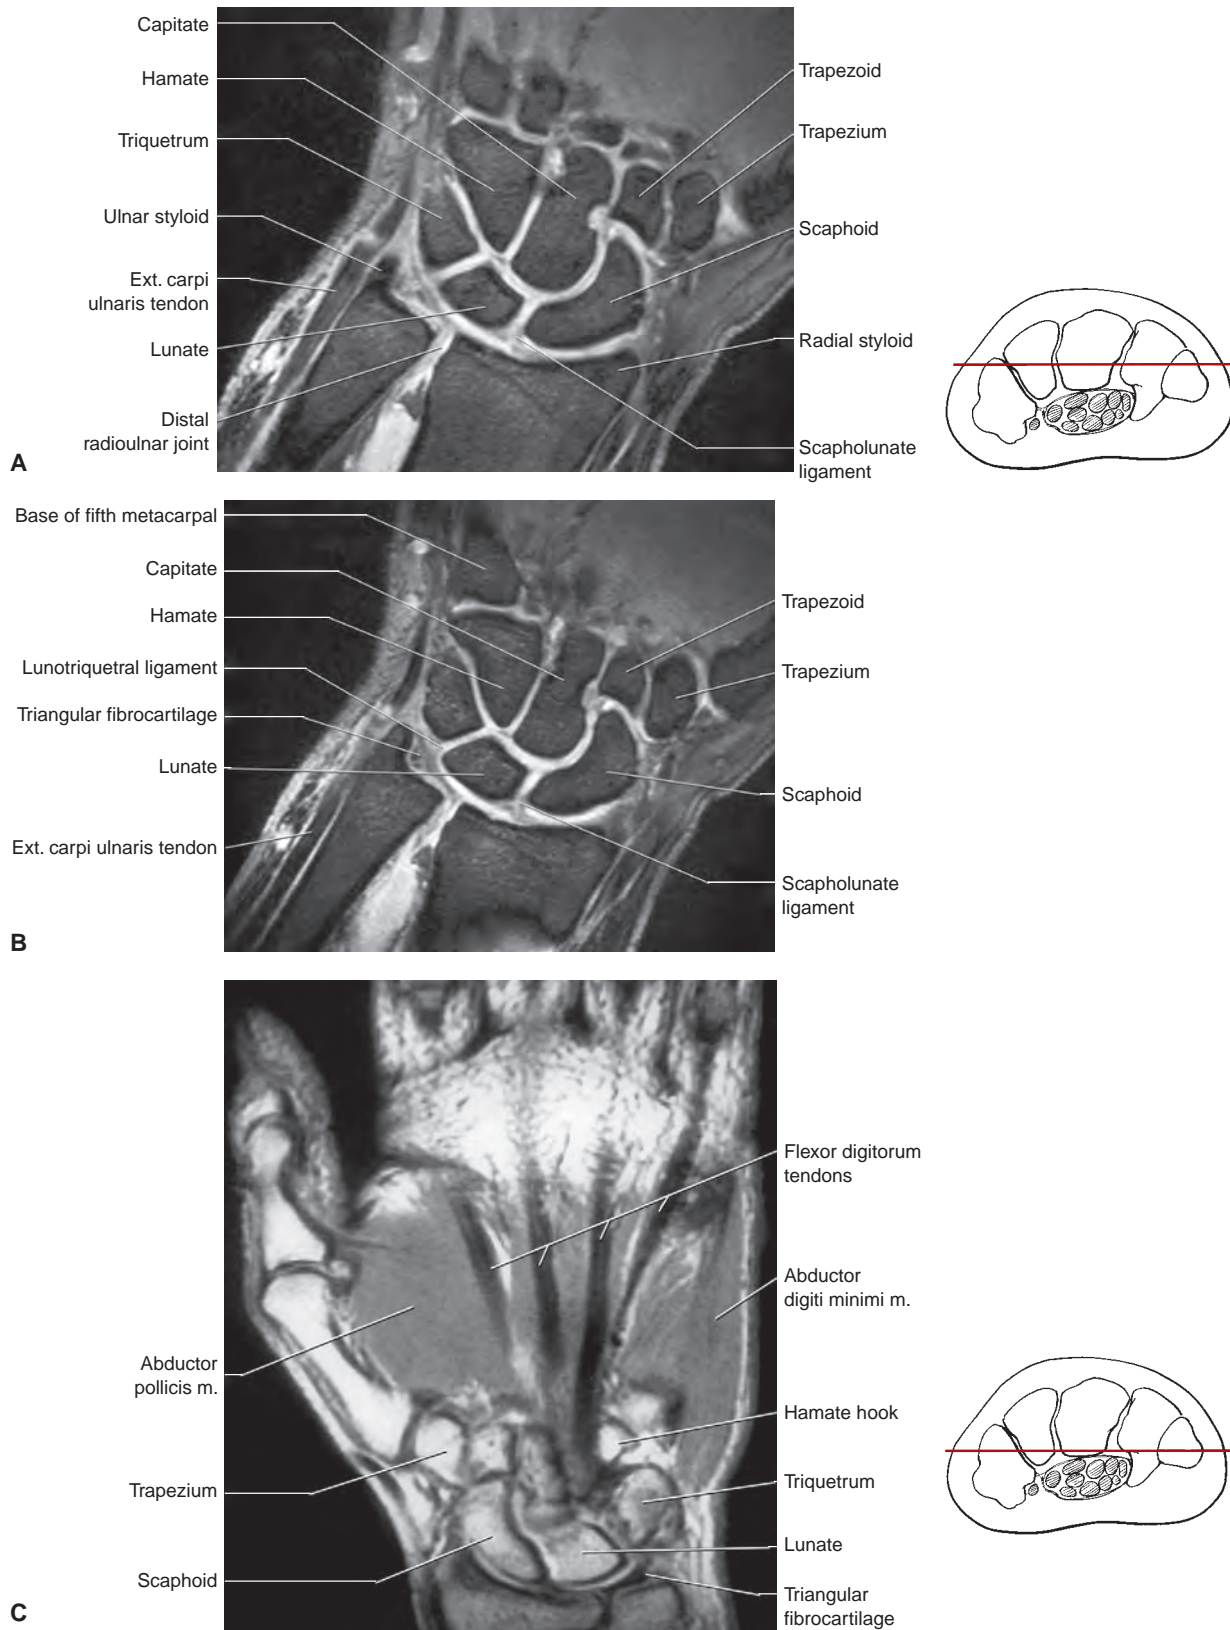 Capitate
Hamate
Triquetrum
Ulnar styloid
Ext. carpi
ulnaris tendon
Lunate
Distal
radioulnar joint
Trapezoid
Trapezium
Scaphoid
Radial styloid
Scapholunate
ligament
A
Base of fifth metacarpal
Capitate
Hamate
Lunotriquetral ligament
Triangular fibrocartilage
Lunate
Ext. carpi ulnaris tendon
Trapezoid
Trapezium
Scaphoid
Scapholunate
ligament
B
Abductor
pollicis m.
Trapezium
Scaphoid
Flexor digitorum
tendons
Abductor
digiti minimi m.
Hamate hook
Triquetrum
Lunate
Triangular
fibrocartilage
C